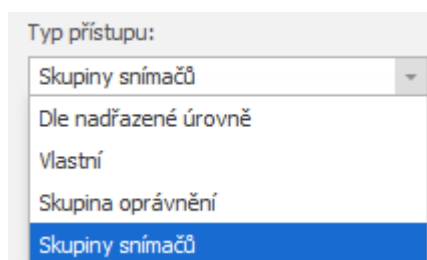 Typ přístupu:
Skupiny snímačů
Dle nadřazené úrovně
Vlastní
Skupina oprávnění
Skupiny snímačů